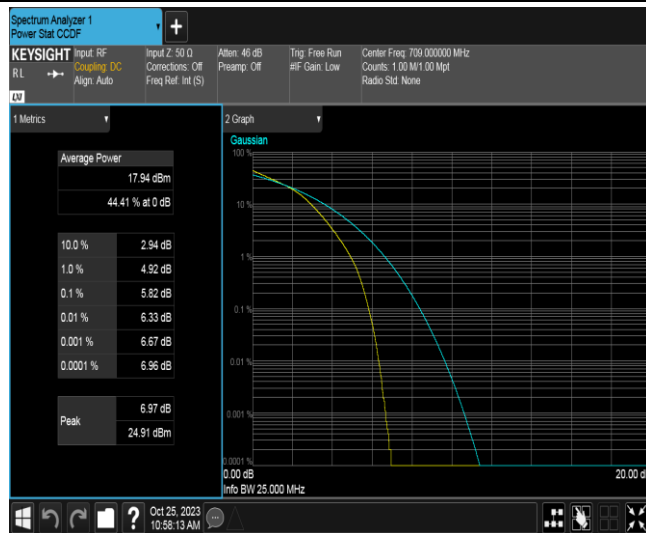 Spectrum Analyzer 1
Power Stat CCDF
+
KEYSIGHT
RL
LXI
Input: RF
Coupling: DC
Align: Auto
Input Z: 50 Ω
Corrections: Off
Freq Ref: Int (S)
Atten: 46 dB
Preamp: Off
Trig: Free Run
#IF Gain: Low
Center Freq: 709.000000 MHz
Counts: 1.00 M/1.00 Mpt
Radio Std: None
1 Metrics
Average Power
17.94 dBm
44.41 % at 0 dB
10.0 % 2.94 dB
1.0 % 4.92 dB
0.1 % 5.82 dB
0.01 % 6.33 dB
0.001 % 6.67 dB
0.0001 % 6.96 dB
Peak
6.97 dB
24.91 dBm
2 Graph
Gaussian
100 %
10 %
1 %
0.1 %
0.01 %
0.001 %
0.0001 %
0.00 dB 20.00 d
Info BW 25.000 MHz
?
Oct 25, 2023
10:58:13 AM